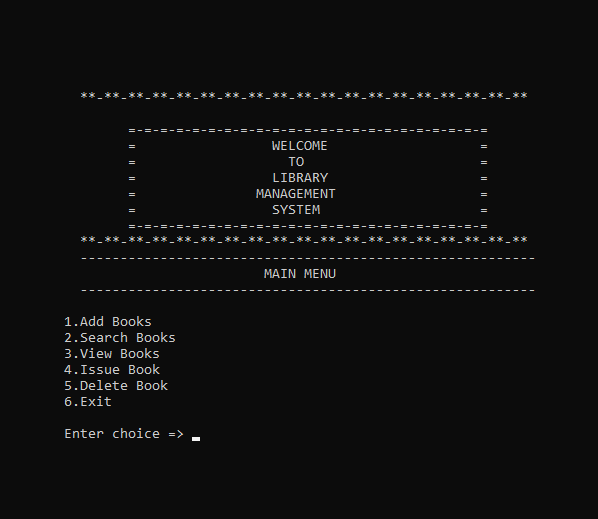 **-**-**-**-**-**-**-**-**-**-**-**-**-**-**-**-**-**-**
=-=-=-=-=-=-=-=-=-=-=-=-=-=-=-=-=-=-=-=-=-=-=
= WELCOME =
= TO =
= LIBRARY =
= MANAGEMENT =
= SYSTEM =
=-=-=-=-=-=-=-=-=-=-=-=-=-=-=-=-=-=-=-=-=-=-=
**-**-**-**-**-**-**-**-**-**-**-**-**-**-**-**-**-**-**
---------------------------------------------------------
MAIN MENU
---------------------------------------------------------
1.Add Books
2.Search Books
3.View Books
4.Issue Book
5.Delete Book
6.Exit
Enter choice =>